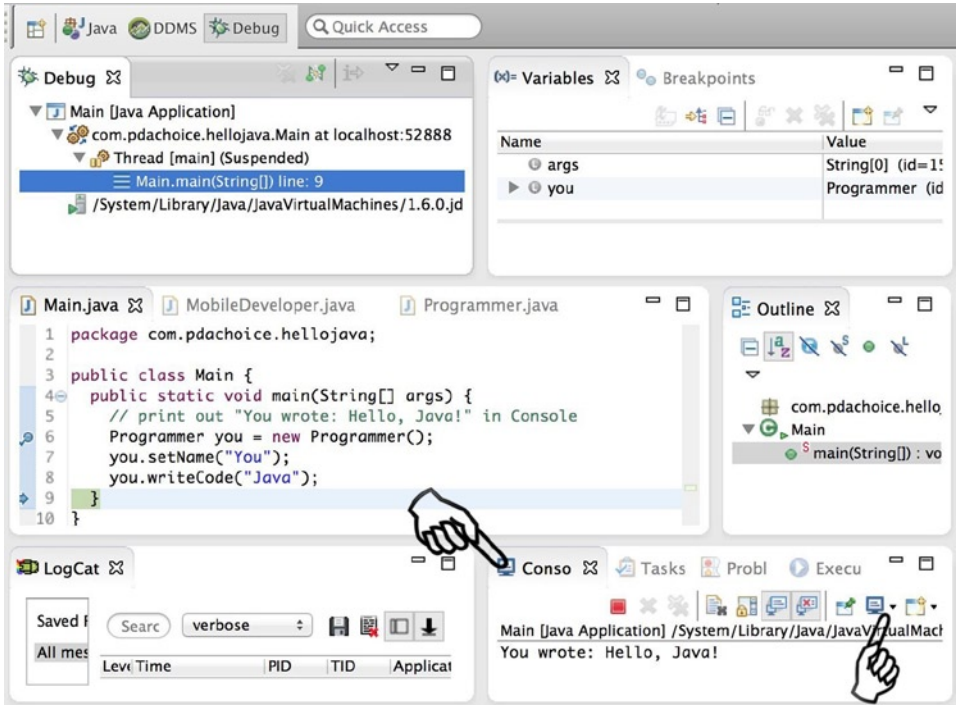 Java DDMS Debug Quick Access
Debug
Main [Java Application]
com.pdachoice.hellojava.Main at localhost:52888
Thread [main] (Suspended)
Main.main(String[]) line: 9
/System/Library/Java/JavaVirtualMachines/1.6.0.jd
(x)= Variables Breakpoints
Name Value
args String[0] (id=15
you Programmer (id
Main.java MobileDeveloper.java Programmer.java
1 package com.pdachoice.hellojava;
2
3 public class Main {
4 public static void main(String[] args) {
5 // print out "You wrote: Hello, Java!" in Console
6 Programmer you = new Programmer();
7 you.setName("You");
8 you.writeCode("Java");
9 }
10 }
Outline
com.pdachoice.hello
Main
main(String[]) : vo
LogCat
Saved F
All mes
Searc verbose
Leve Time PID TID Applicat
Conso Tasks Probl Execu
Main [Java Application] /System/Library/Java/JavaVirtualMach
You wrote: Hello, Java!